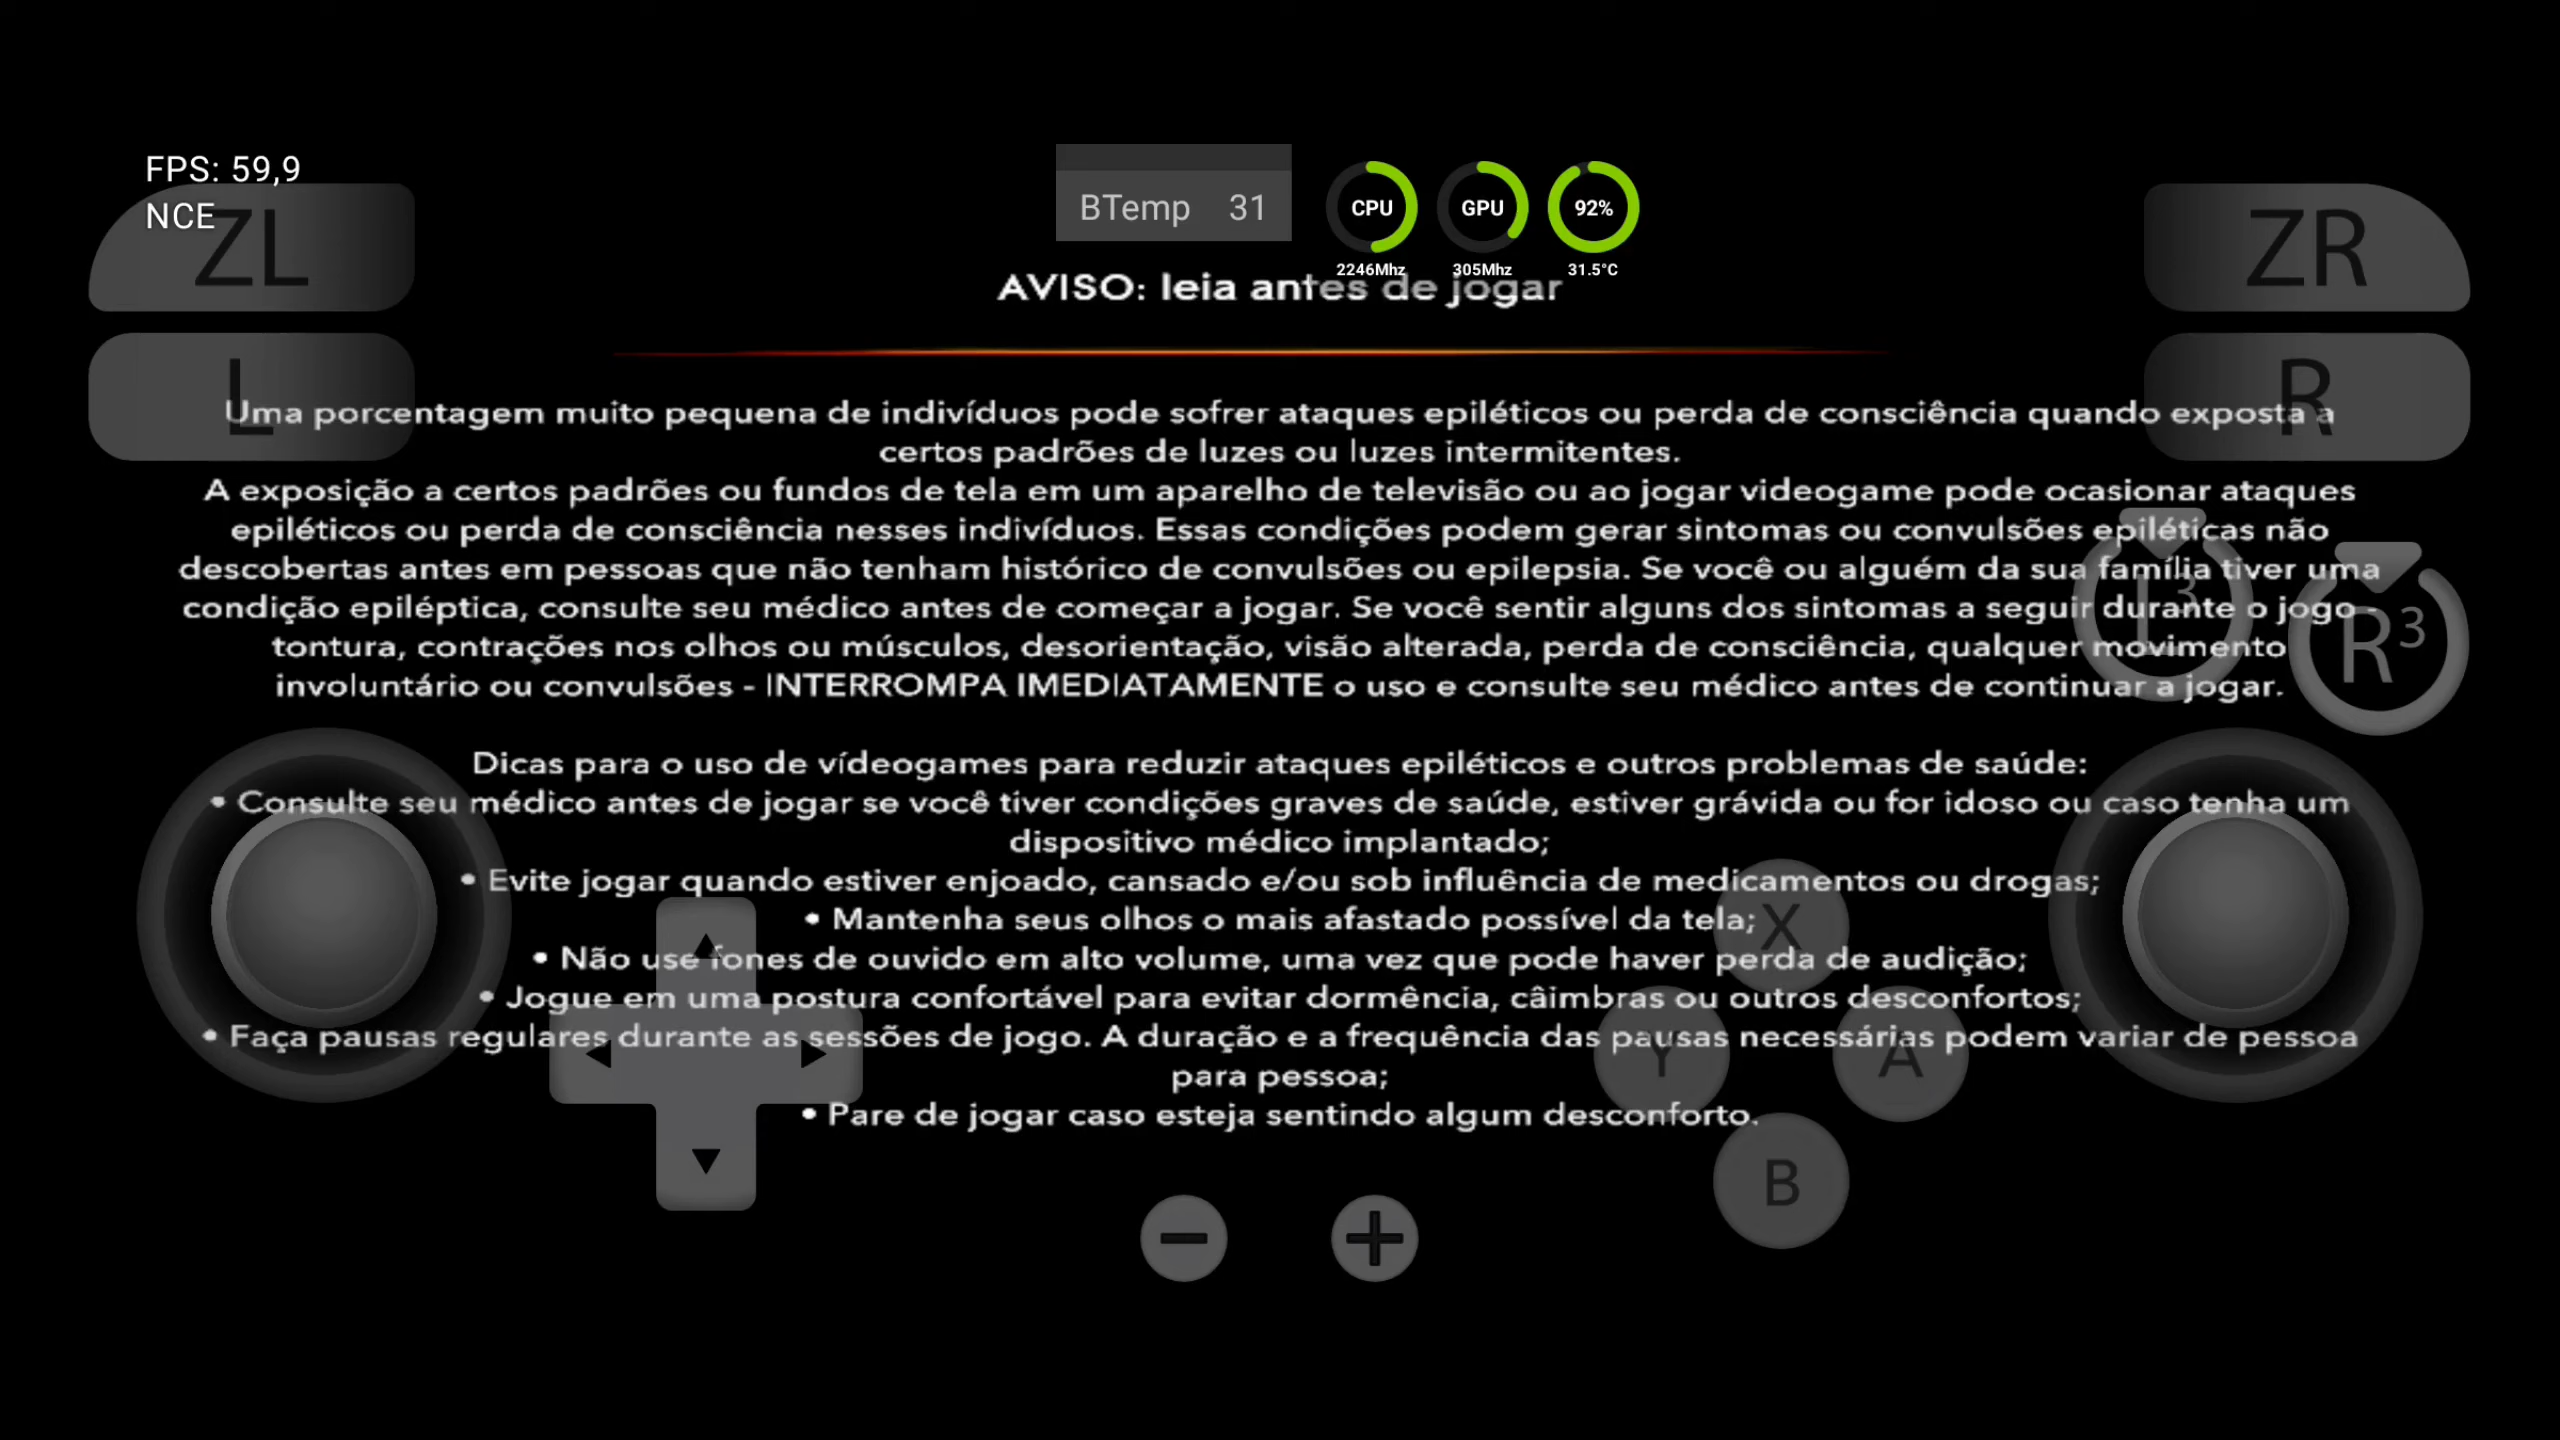 FPS: 59,9
NCE
BTemp 31
CPU
GPU
92%
2246Mhz
305Mhz
31.5°C
ZL
ZR
L
R
AVISO: leia antes de jogar
Uma porcentagem muito pequena de indivíduos pode sofrer ataques epiléticos ou perda de consciência quando exposta a
certos padrões de luzes ou luzes intermitentes.
A exposição a certos padrões ou fundos de tela em um aparelho de televisão ou ao jogar videogame pode ocasionar ataques
epiléticos ou perda de consciência nesses indivíduos. Essas condições podem gerar sintomas ou convulsões epiléticas não
descobertas antes em pessoas que não tenham histórico de convulsões ou epilepsia. Se você ou alguém da sua família tiver uma
condição epiléptica, consulte seu médico antes de começar a jogar. Se você sentir alguns dos sintomas a seguir durante o jogo -
tontura, contrações nos olhos ou músculos, desorientação, visão alterada, perda de consciência, qualquer movimento
involuntário ou convulsões - INTERROMPA IMEDIATAMENTE o uso e consulte seu médico antes de continuar a jogar.
L3
R3
Dicas para o uso de vídeogames para reduzir ataques epiléticos e outros problemas de saúde:
• Consulte seu médico antes de jogar se você tiver condições graves de saúde, estiver grávida ou for idoso ou caso tenha um
dispositivo médico implantado;
• Evite jogar quando estiver enjoado, cansado e/ou sob influência de medicamentos ou drogas;
• Mantenha seus olhos o mais afastado possível da tela;
• Não use fones de ouvido em alto volume, uma vez que pode haver perda de audição;
• Jogue em uma postura confortável para evitar dormência, câimbras ou outros desconfortos;
• Faça pausas regulares durante as sessões de jogo. A duração e a frequência das pausas necessárias podem variar de pessoa
para pessoa;
• Pare de jogar caso esteja sentindo algum desconforto.
X
Y
A
B